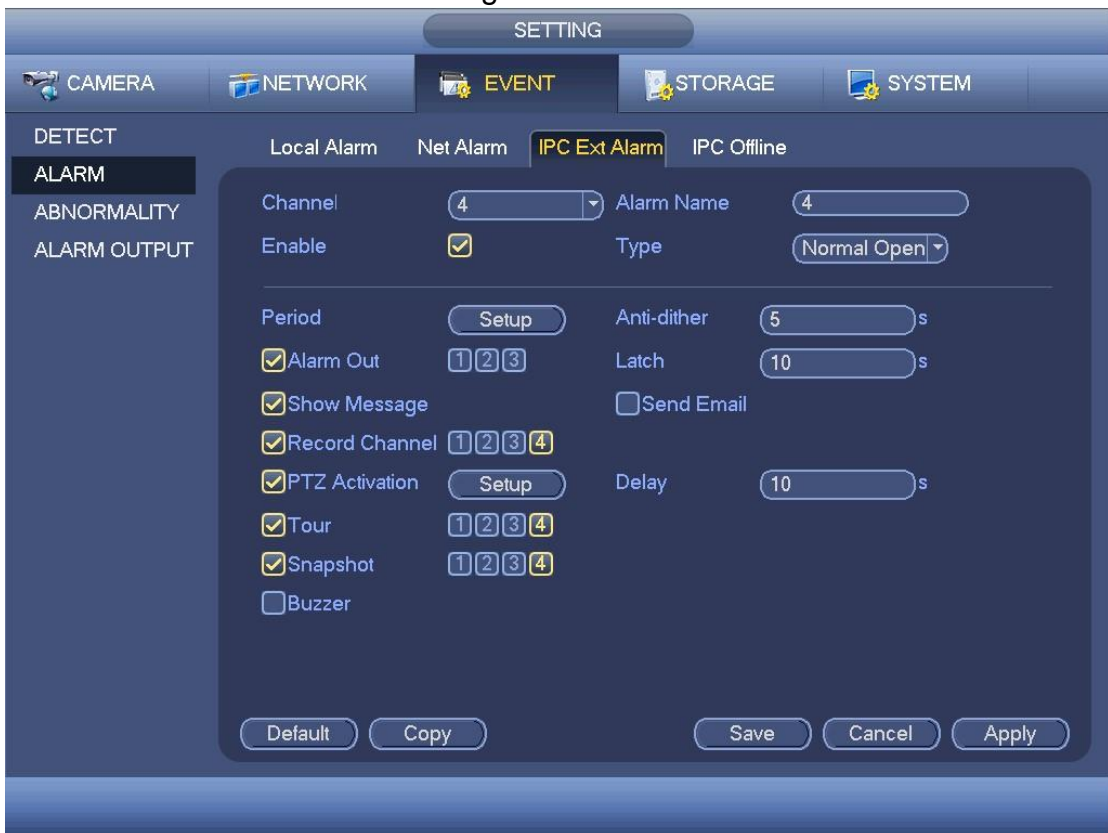 SETTING
CAMERA NETWORK EVENT STORAGE SYSTEM
DETECT
ALARM
ABNORMALITY
ALARM OUTPUT
Local Alarm Net Alarm IPC Ext Alarm IPC Offline
Channel 4 Alarm Name 4
Enable Type Normal Open
Period Setup Anti-dither 5 s
Alarm Out 1 2 3 Latch 10 s
Show Message Send Email
Record Channel 1 2 3 4
PTZ Activation Setup Delay 10 s
Tour 1 2 3 4
Snapshot 1 2 3 4
Buzzer
Default Copy Save Cancel Apply